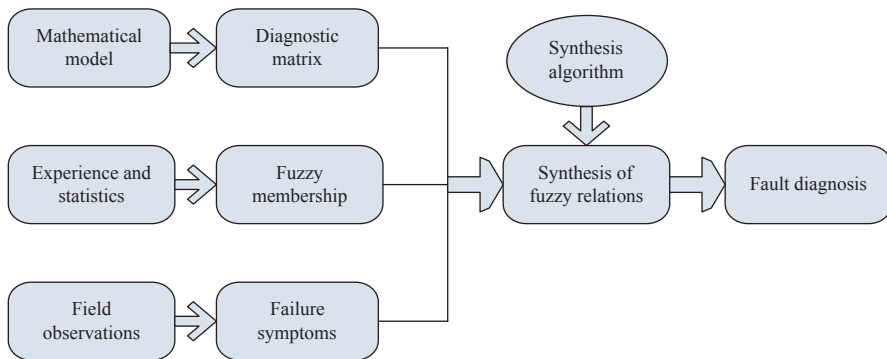 Mathematical
model
Diagnostic
matrix
Synthesis
algorithm
Experience and
statistics
Fuzzy
membership
Synthesis of
fuzzy relations
Fault diagnosis
Field
observations
Failure
symptoms